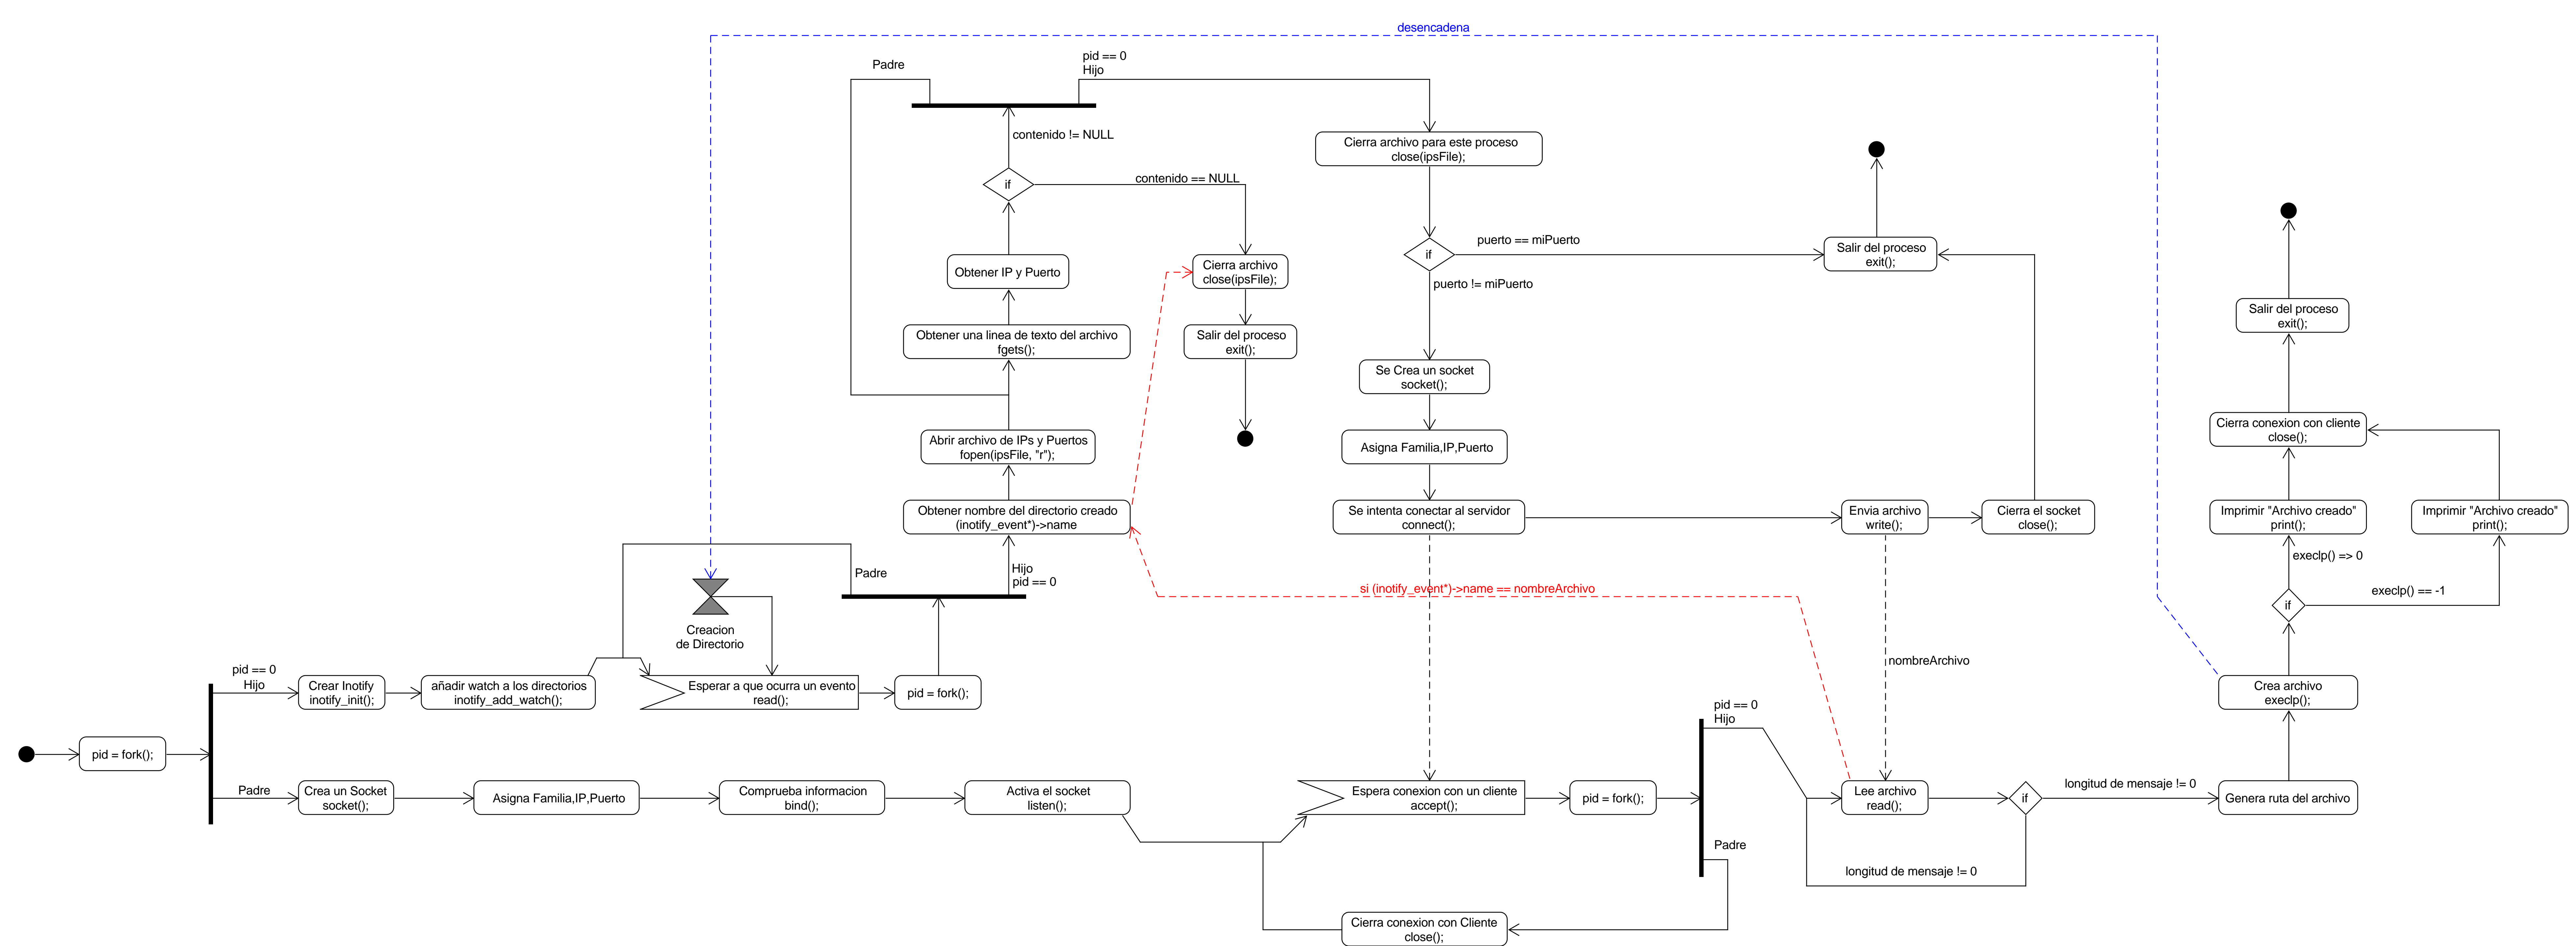 desencadena
Padre
pid == 0
Hijo
contenido != NULL
if
contenido == NULL
Obtener IP y Puerto
Obtener una linea de texto del archivo
fgets();
Abrir archivo de IPs y Puertos
fopen(ipsFile, "r");
Obtener nombre del directorio creado
(inotify_event*)->name
Cierra archivo
close(ipsFile);
Salir del proceso
exit();
Cierra archivo para este proceso
close(ipsFile);
if
puerto == miPuerto
puerto != miPuerto
Salir del proceso
exit();
Se Crea un socket
socket();
Asigna Familia,IP,Puerto
Se intenta conectar al servidor
connect();
Envia archivo
write();
Cierra el socket
close();
Salir del proceso
exit();
Cierra conexion con cliente
close();
Imprimir "Archivo creado"
print();
Imprimir "Archivo creado"
print();
execlp() => 0
if
execlp() == -1
Crea archivo
execlp();
Padre
Hijo
pid == 0
si (inotify_event*)->name == nombreArchivo
Creacion
de Directorio
nombreArchivo
pid == 0
Hijo
Crear Inotify
inotify_init();
añadir watch a los directorios
inotify_add_watch();
Esperar a que ocurra un evento
read();
pid = fork();
pid = fork();
Padre
Crea un Socket
socket();
Asigna Familia,IP,Puerto
Comprueba informacion
bind();
Activa el socket
listen();
Espera conexion con un cliente
accept();
pid = fork();
pid == 0
Hijo
Padre
Lee archivo
read();
if
longitud de mensaje != 0
Genera ruta del archivo
longitud de mensaje != 0
Cierra conexion con Cliente
close();